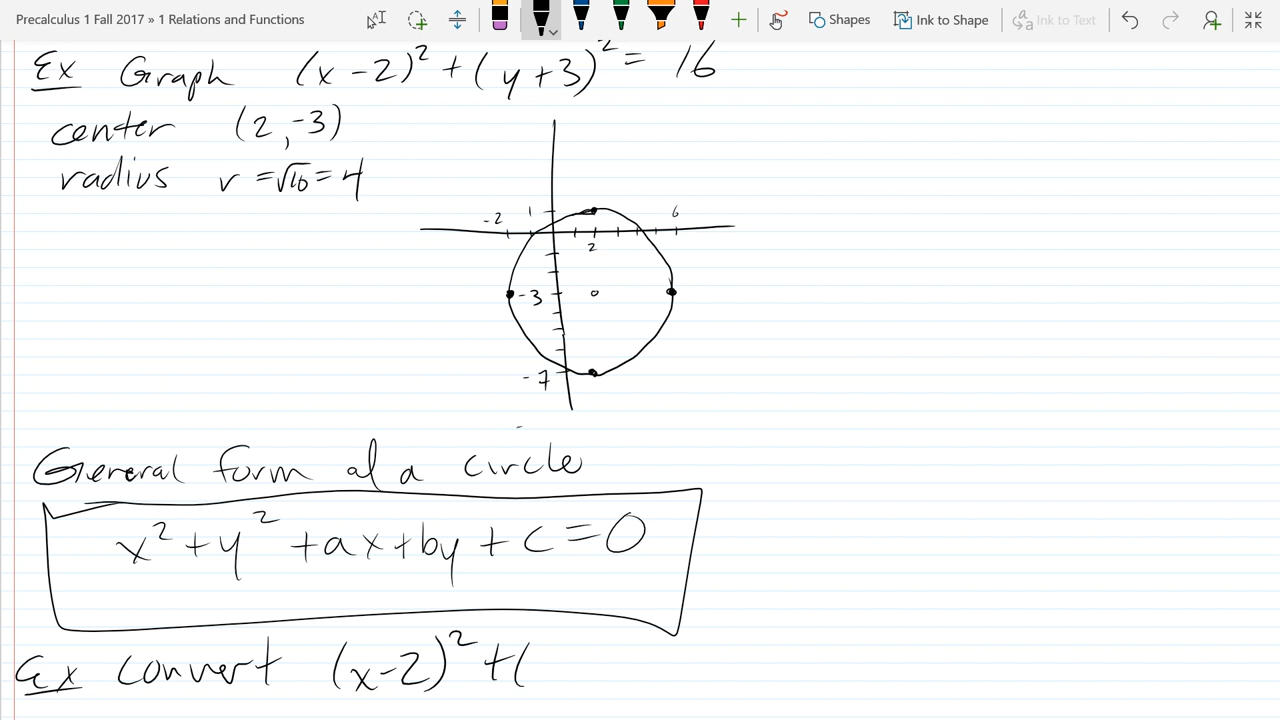 Precalculus 1 Fall 2017 » 1 Relations and Functions Shapes Ink to Shape Ink to Text
Ex Graph (x-2)² + (y+3)² = 16
center (2,-3)
radius r = √16 = 4
-2 1 6
2
-3
-7
General form of a circle
x² + y² + ax + by + c = 0
Ex convert (x-2)² + (